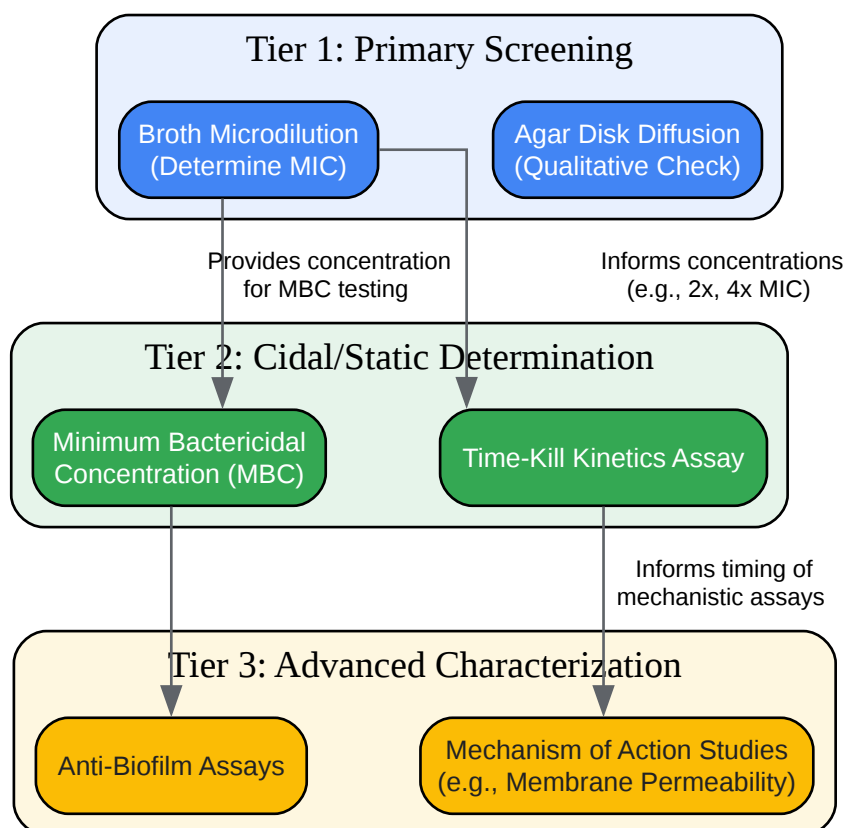 Tier 1: Primary Screening
Broth Microdilution
(Determine MIC)
Agar Disk Diffusion
(Qualitative Check)
Provides concentration
for MBC testing
Informs concentrations
(e.g., 2x, 4x MIC)
Tier 2: Cidal/Static Determination
Minimum Bactericidal
Concentration (MBC)
Time-Kill Kinetics Assay
Informs timing of
mechanistic assays
Tier 3: Advanced Characterization
Anti-Biofilm Assays
Mechanism of Action Studies
(e.g., Membrane Permeability)